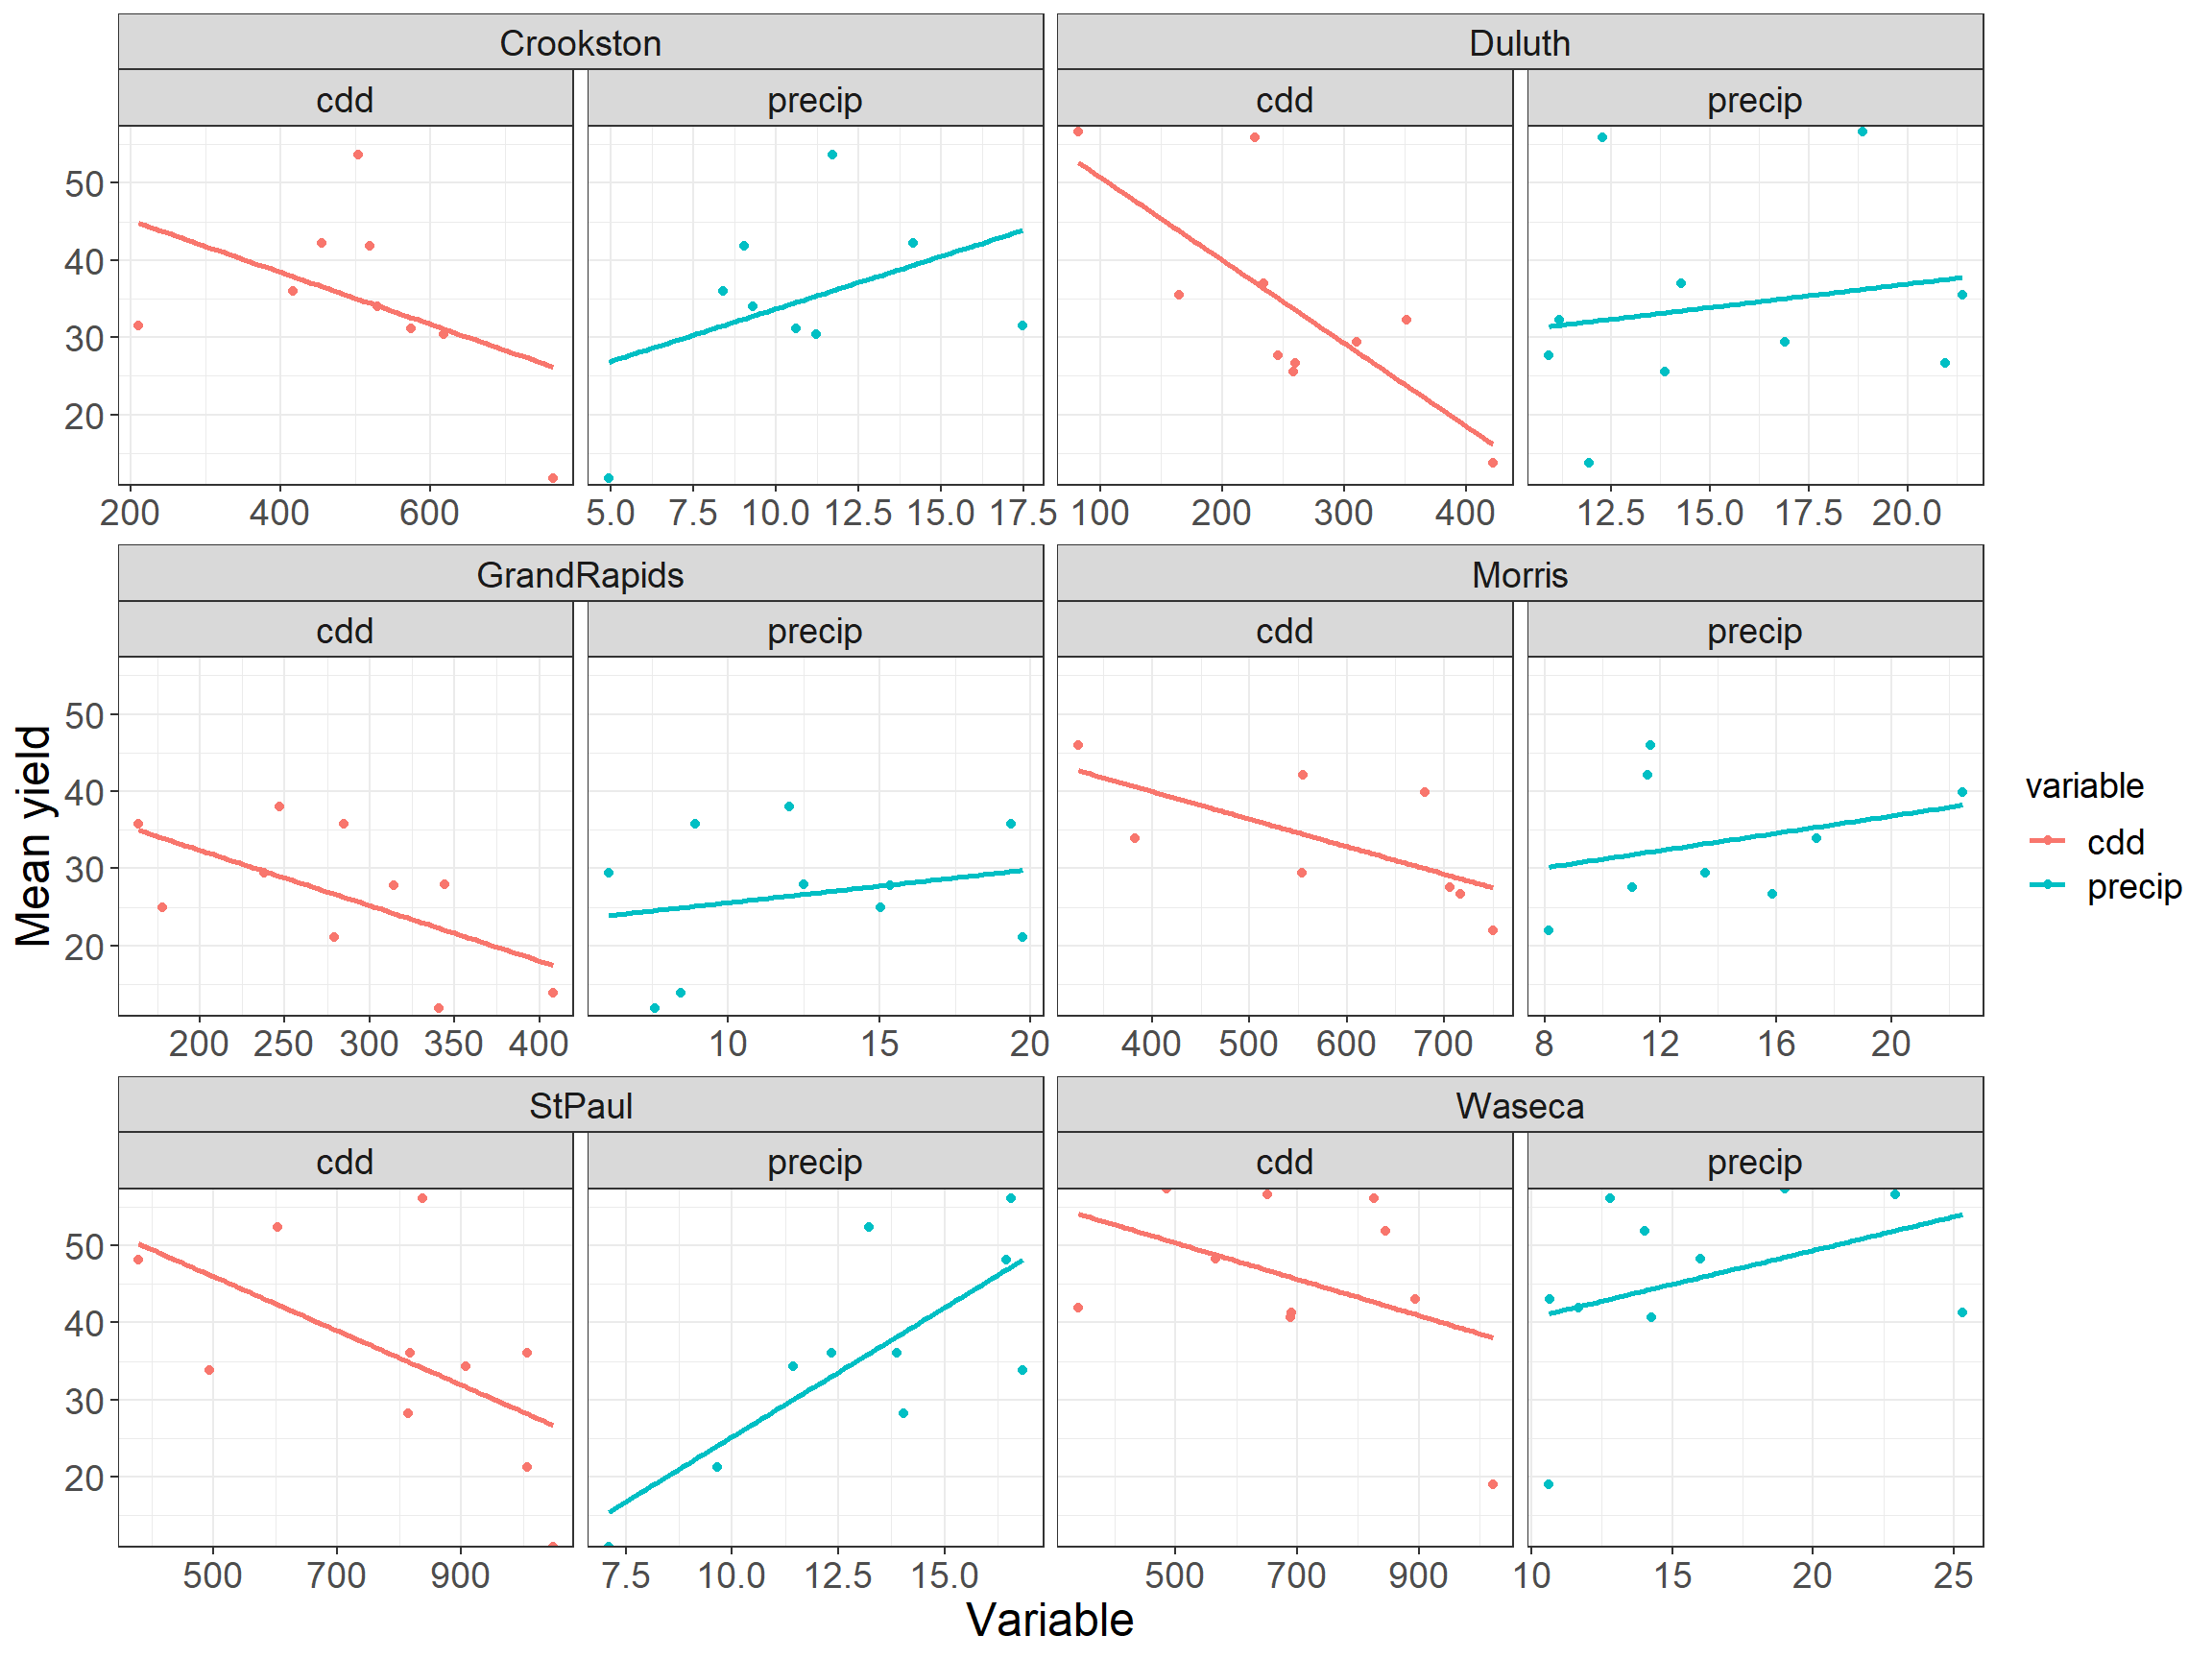 Crookston Duluth
cdd precip cdd precip
50
40
30
20
200 400 600 5.0 7.5 10.0 12.5 15.0 17.5 100 200 300 400 12.5 15.0 17.5 20.0
GrandRapids Morris
cdd precip cdd precip
50
40
30
20
200 250 300 350 400 10 15 20 400 500 600 700 8 12 16 20
StPaul Waseca
cdd precip cdd precip
50
40
30
20
500 700 900 7.5 10.0 12.5 15.0 500 700 900 10 15 20 25
Variable
Mean yield
variable
cdd
precip